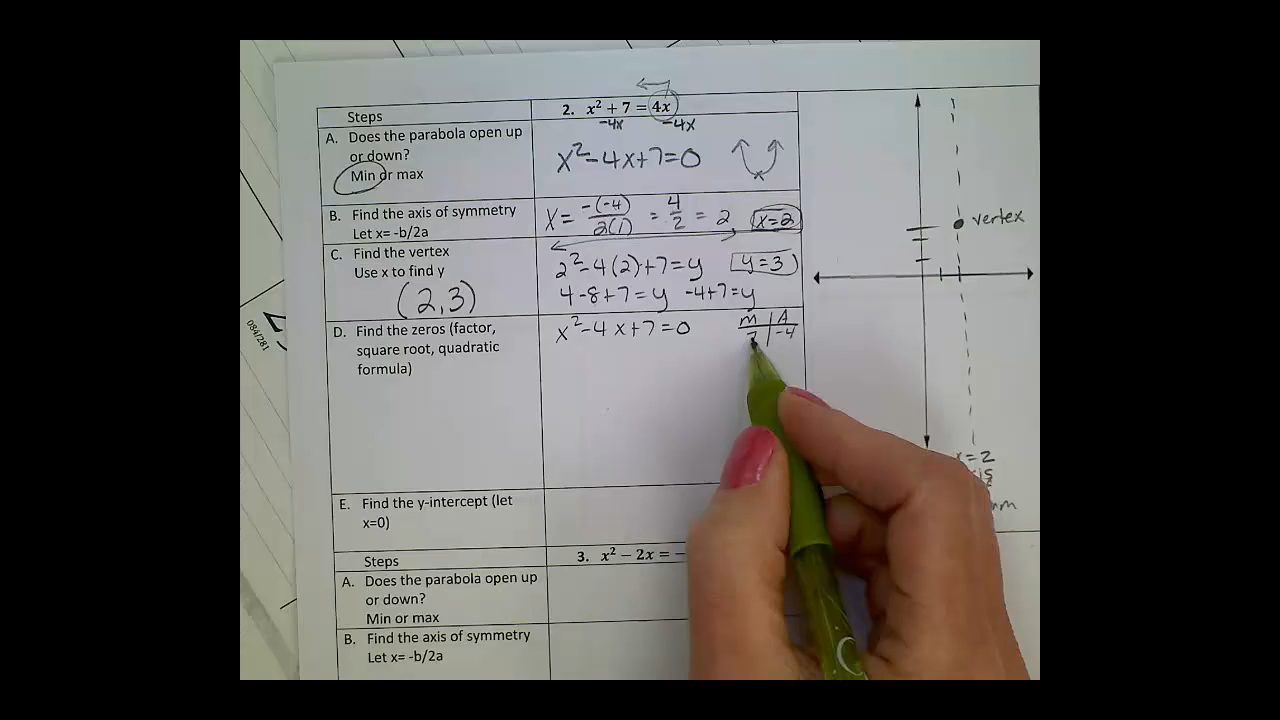 Steps
2. x² + 7 = 4x
-4x -4x
A. Does the parabola open up
or down?
Min or max
x²-4x+7=0
B. Find the axis of symmetry
Let x= -b/2a
x= -(-4)/2(1) = 4/2 = 2 x=2
C. Find the vertex
Use x to find y
(2,3)
2²-4(2)+7=y y=3
4-8+7=y -4+7=y
D. Find the zeros (factor,
square root, quadratic
formula)
x²-4x+7=0
M A
7 -4
E. Find the y-intercept (let
x=0)
vertex
= 2
Steps
3. x² − 2x = −
A. Does the parabola open up
or down?
Min or max
B. Find the axis of symmetry
Let x= -b/2a
084/281